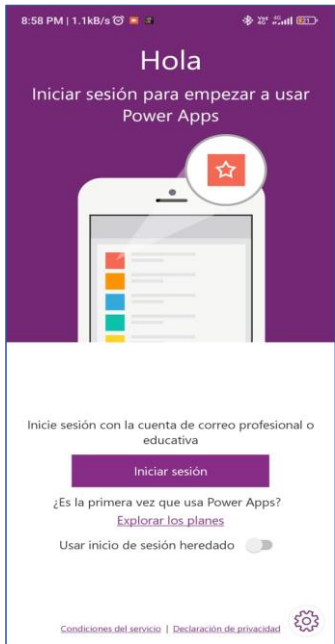 8:58 PM | 1.1kB/s
Hola
Iniciar sesión para empezar a usar
Power Apps
Inicie sesión con la cuenta de correo profesional o
educativa
Iniciar sesión
¿Es la primera vez que usa Power Apps?
Explorar los planes
Usar inicio de sesión heredado
Condiciones del servicio | Declaración de privacidad